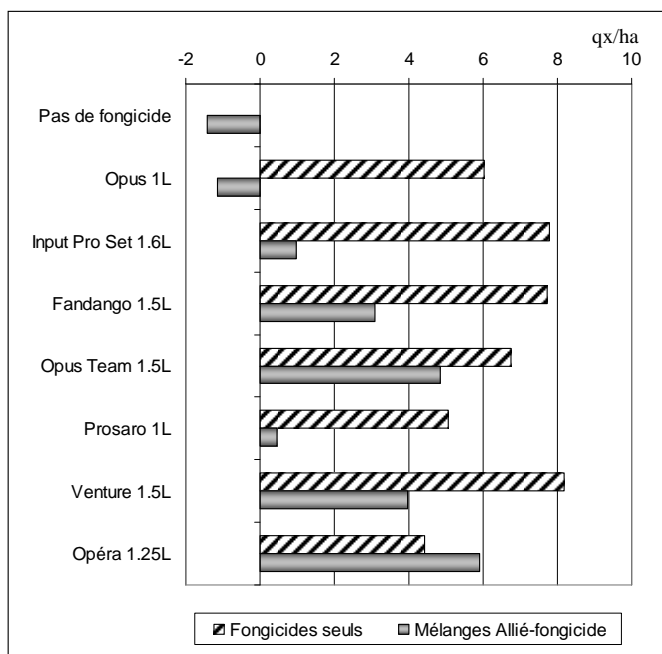 qx/ha
-2 0 2 4 6 8 10
Pas de fongicide
Opus 1L
Input Pro Set 1.6L
Fandango 1.5L
Opus Team 1.5L
Prosaro 1L
Venture 1.5L
Opéra 1.25L
Fongicides seuls Mélanges Allié-fongicide